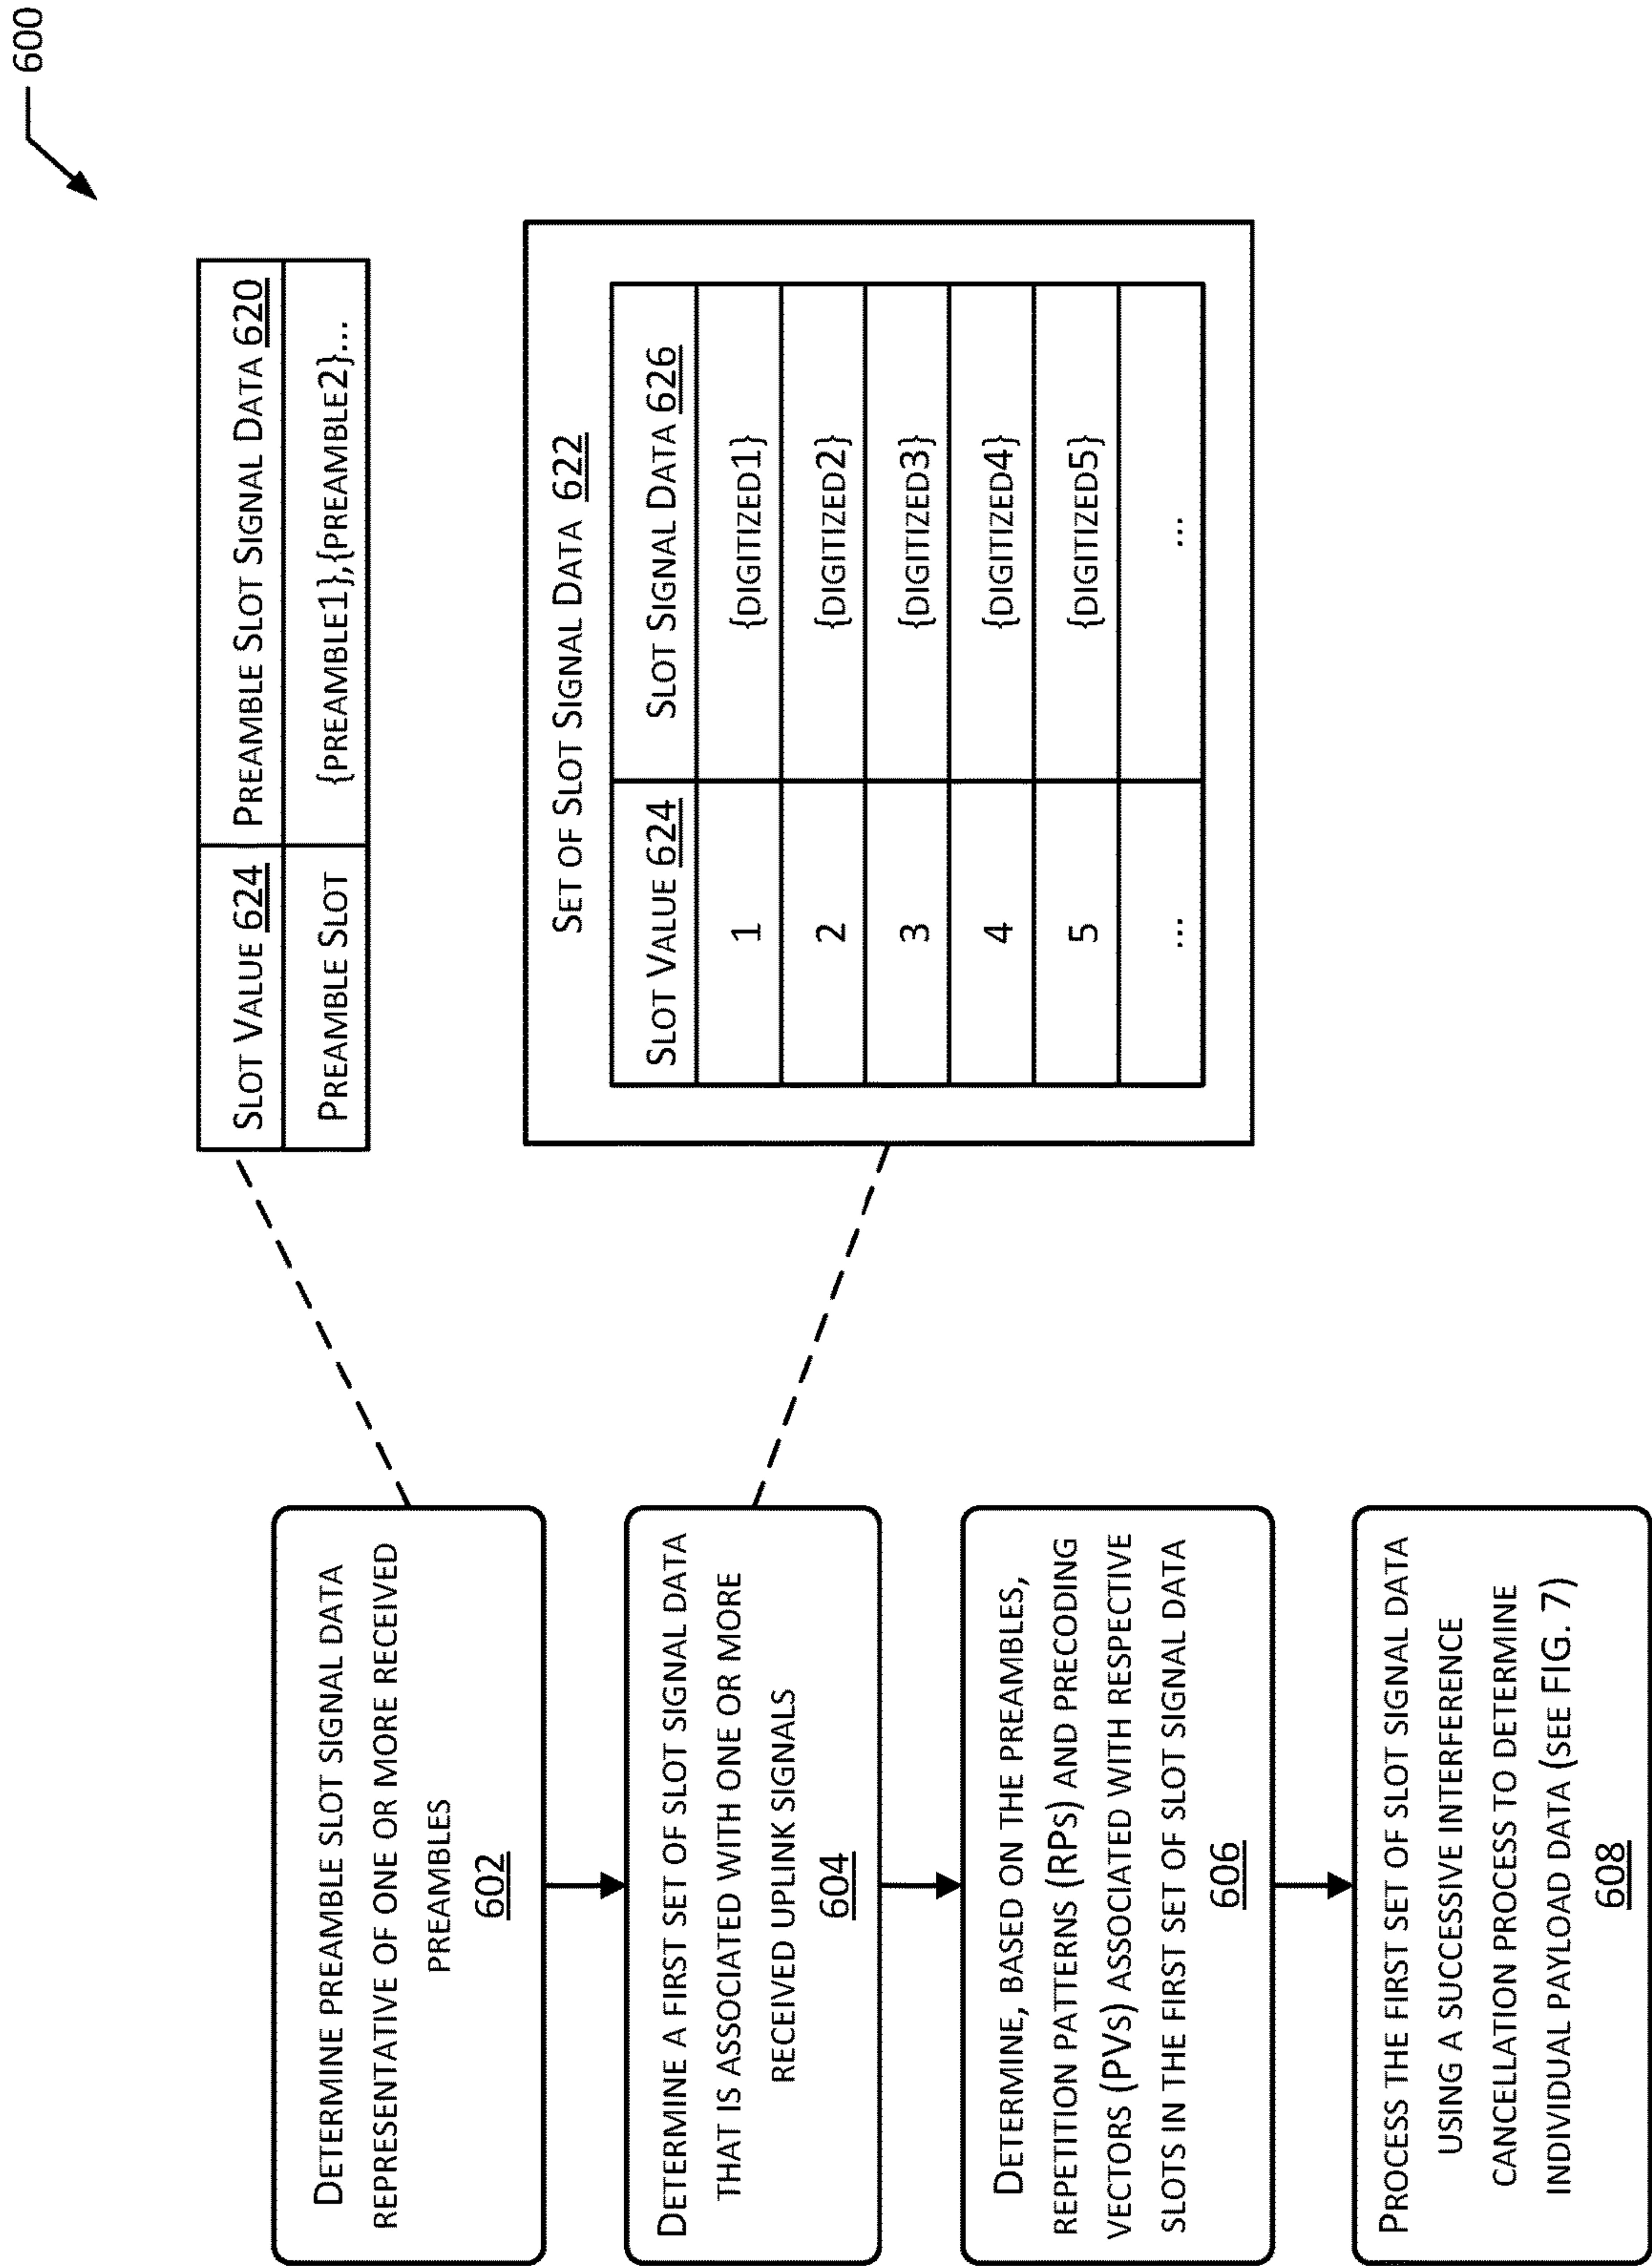 600
DETERMINE PREAMBLE SLOT SIGNAL DATA
REPRESENTATIVE OF ONE OR MORE RECEIVED
PREAMBLES
602
DETERMINE A FIRST SET OF SLOT SIGNAL DATA
THAT IS ASSOCIATED WITH ONE OR MORE
RECEIVED UPLINK SIGNALS
604
DETERMINE, BASED ON THE PREAMBLES,
REPETITION PATTERNS (RPS) AND PRECODING
VECTORS (PVS) ASSOCIATED WITH RESPECTIVE
SLOTS IN THE FIRST SET OF SLOT SIGNAL DATA
606
PROCESS THE FIRST SET OF SLOT SIGNAL DATA
USING A SUCCESSIVE INTERFERENCE
CANCELLATION PROCESS TO DETERMINE
INDIVIDUAL PAYLOAD DATA (SEE FIG. 7)
608
SLOT VALUE 624 PREAMBLE SLOT SIGNAL DATA 620
PREAMBLE SLOT {PREAMBLE1},{PREAMBLE2}...
SET OF SLOT SIGNAL DATA 622
SLOT VALUE 624 SLOT SIGNAL DATA 626
1 {DIGITIZED1}
2 {DIGITIZED2}
3 {DIGITIZED3}
4 {DIGITIZED4}
5 {DIGITIZED5}
... ...